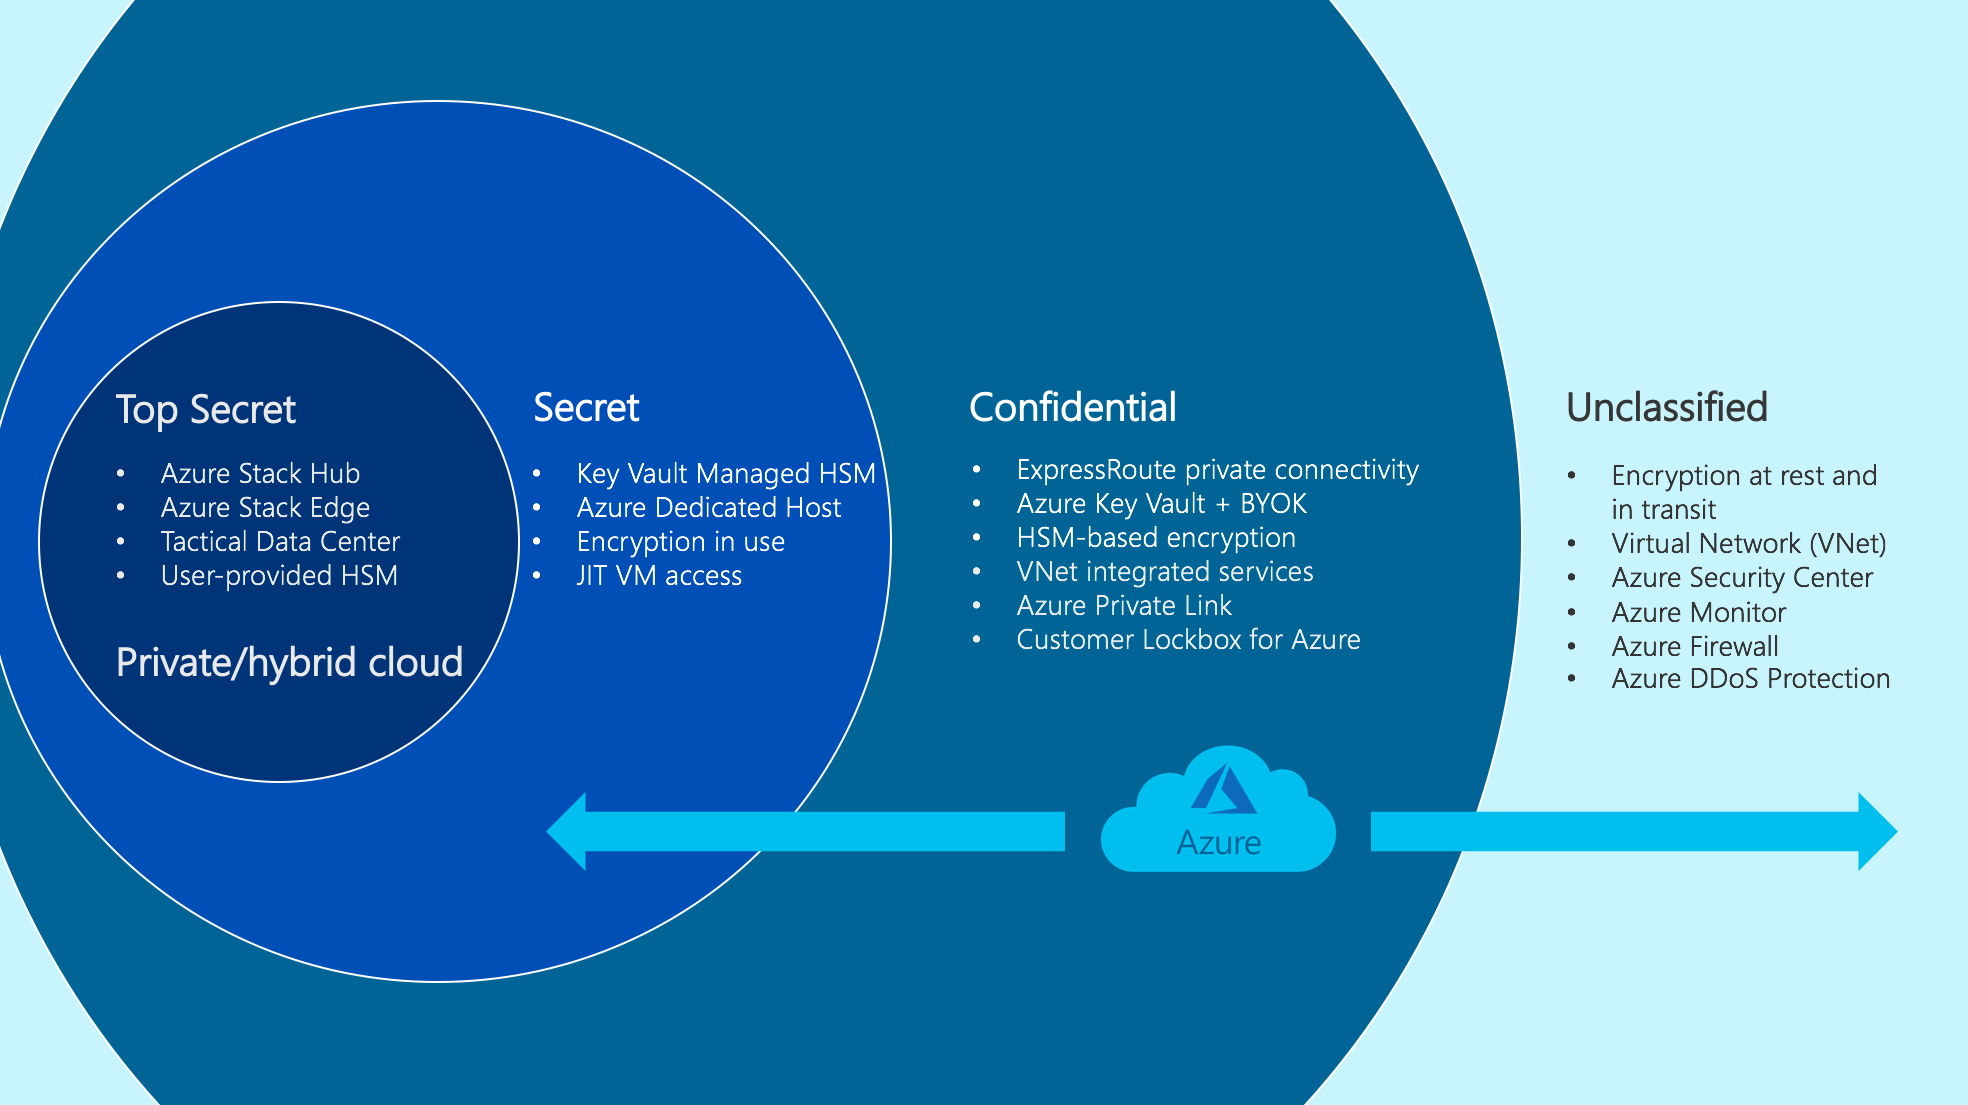 Top Secret
• Azure Stack Hub
• Azure Stack Edge
• Tactical Data Center
• User-provided HSM
Private/hybrid cloud
Secret
• Key Vault Managed HSM
• Azure Dedicated Host
• Encryption in use
• JIT VM access
Confidential
• ExpressRoute private connectivity
• Azure Key Vault + BYOK
• HSM-based encryption
• VNet integrated services
• Azure Private Link
• Customer Lockbox for Azure
Unclassified
• Encryption at rest and
in transit
• Virtual Network (VNet)
• Azure Security Center
• Azure Monitor
• Azure Firewall
• Azure DDoS Protection
Azure